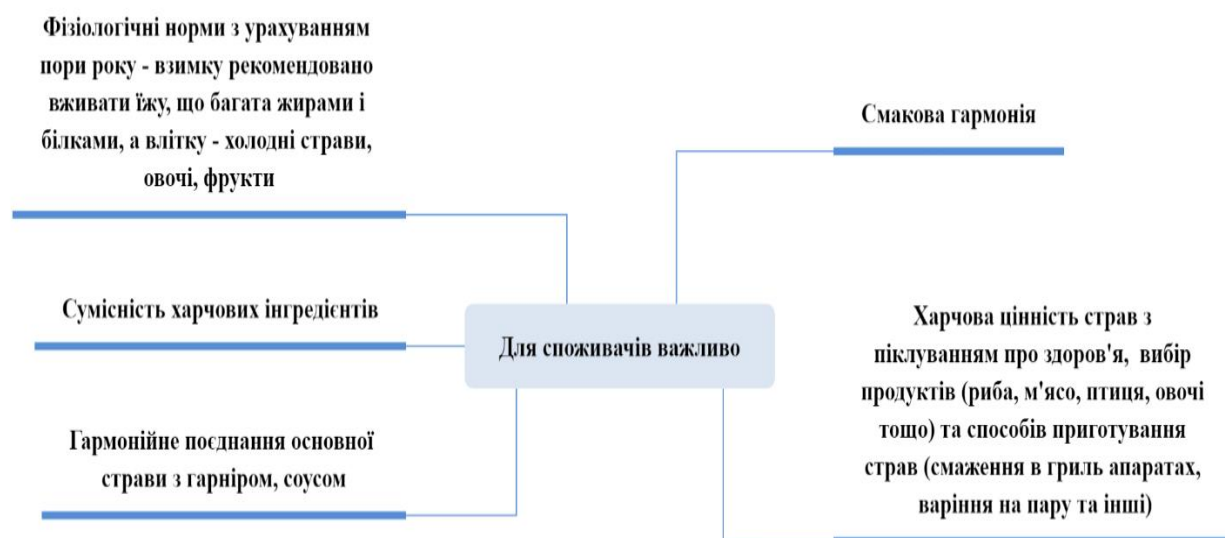 Фізіологічні норми з урахуванням
пори року - взимку рекомендовано
вживати їжу, що багата жирами і
білками, а влітку - холодні страви,
овочі, фрукти
Сумісність харчових інгредієнтів
Гармонійне поєднання основної
страви з гарніром, соусом
Для споживачів важливо
Смакова гармонія
Харчова цінність страв з
піклуванням про здоров'я, вибір
продуктів (риба, м'ясо, птиця, овочі
тощо) та способів приготування
страв (смаження в гриль апаратах,
варіння на пару та інші)